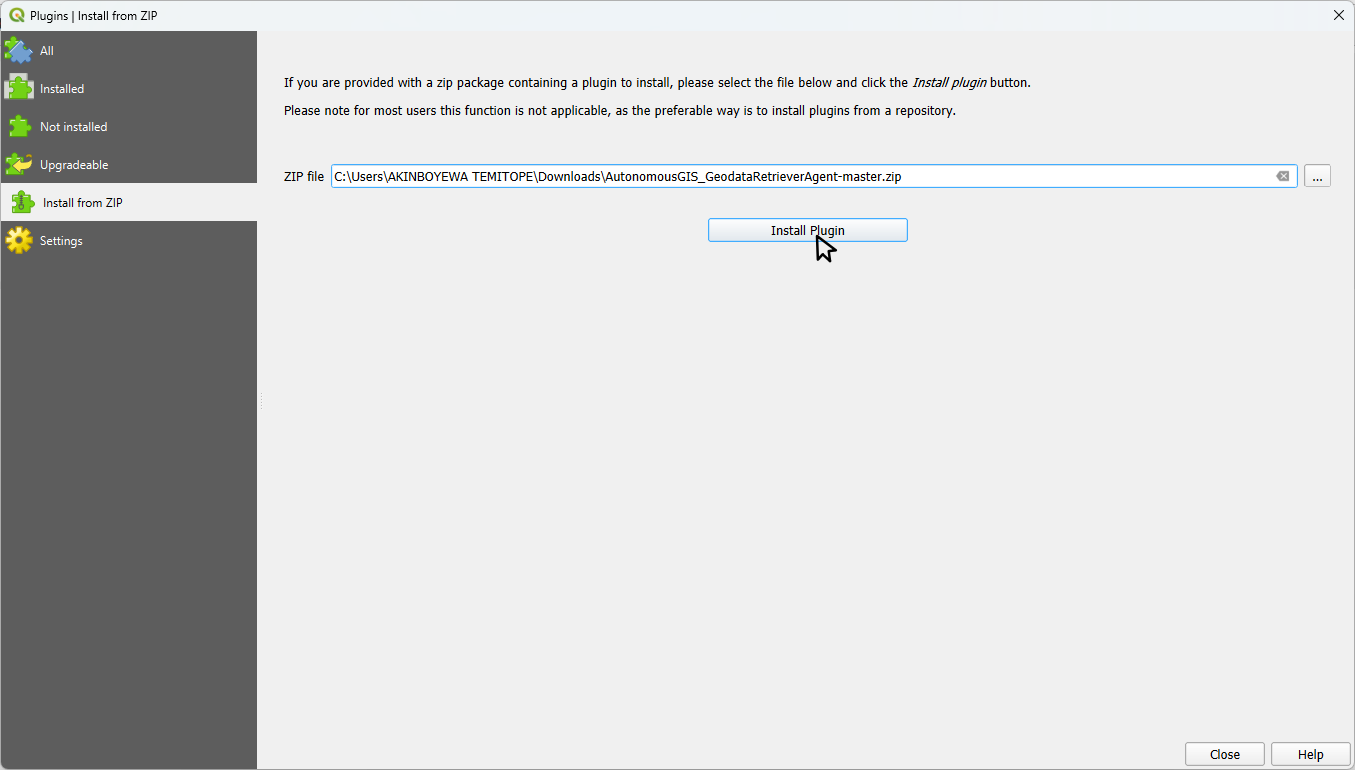 Plugins | Install from ZIP
All
Installed
Not installed
Upgradeable
Install from ZIP
Settings
If you are provided with a zip package containing a plugin to install, please select the file below and click the Install plugin button.
Please note for most users this function is not applicable, as the preferable way is to install plugins from a repository.
ZIP file C:\Users\AKINBOYEWA TEMITOPE\Downloads\AutonomousGIS_GeodataRetrieverAgent-master.zip ...
Install Plugin
Close Help